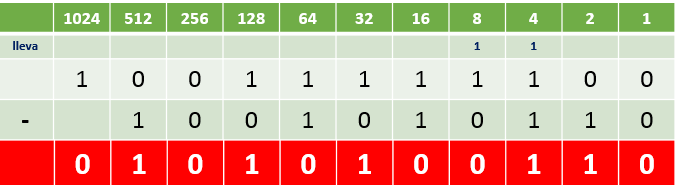 1024 512 256 128 64 32 16 8 4 2 1
lleva 1 1
1 0 0 1 1 1 1 1 1 0 0
- 1 0 0 1 0 1 0 1 1 0
0 1 0 1 0 1 0 0 1 1 0